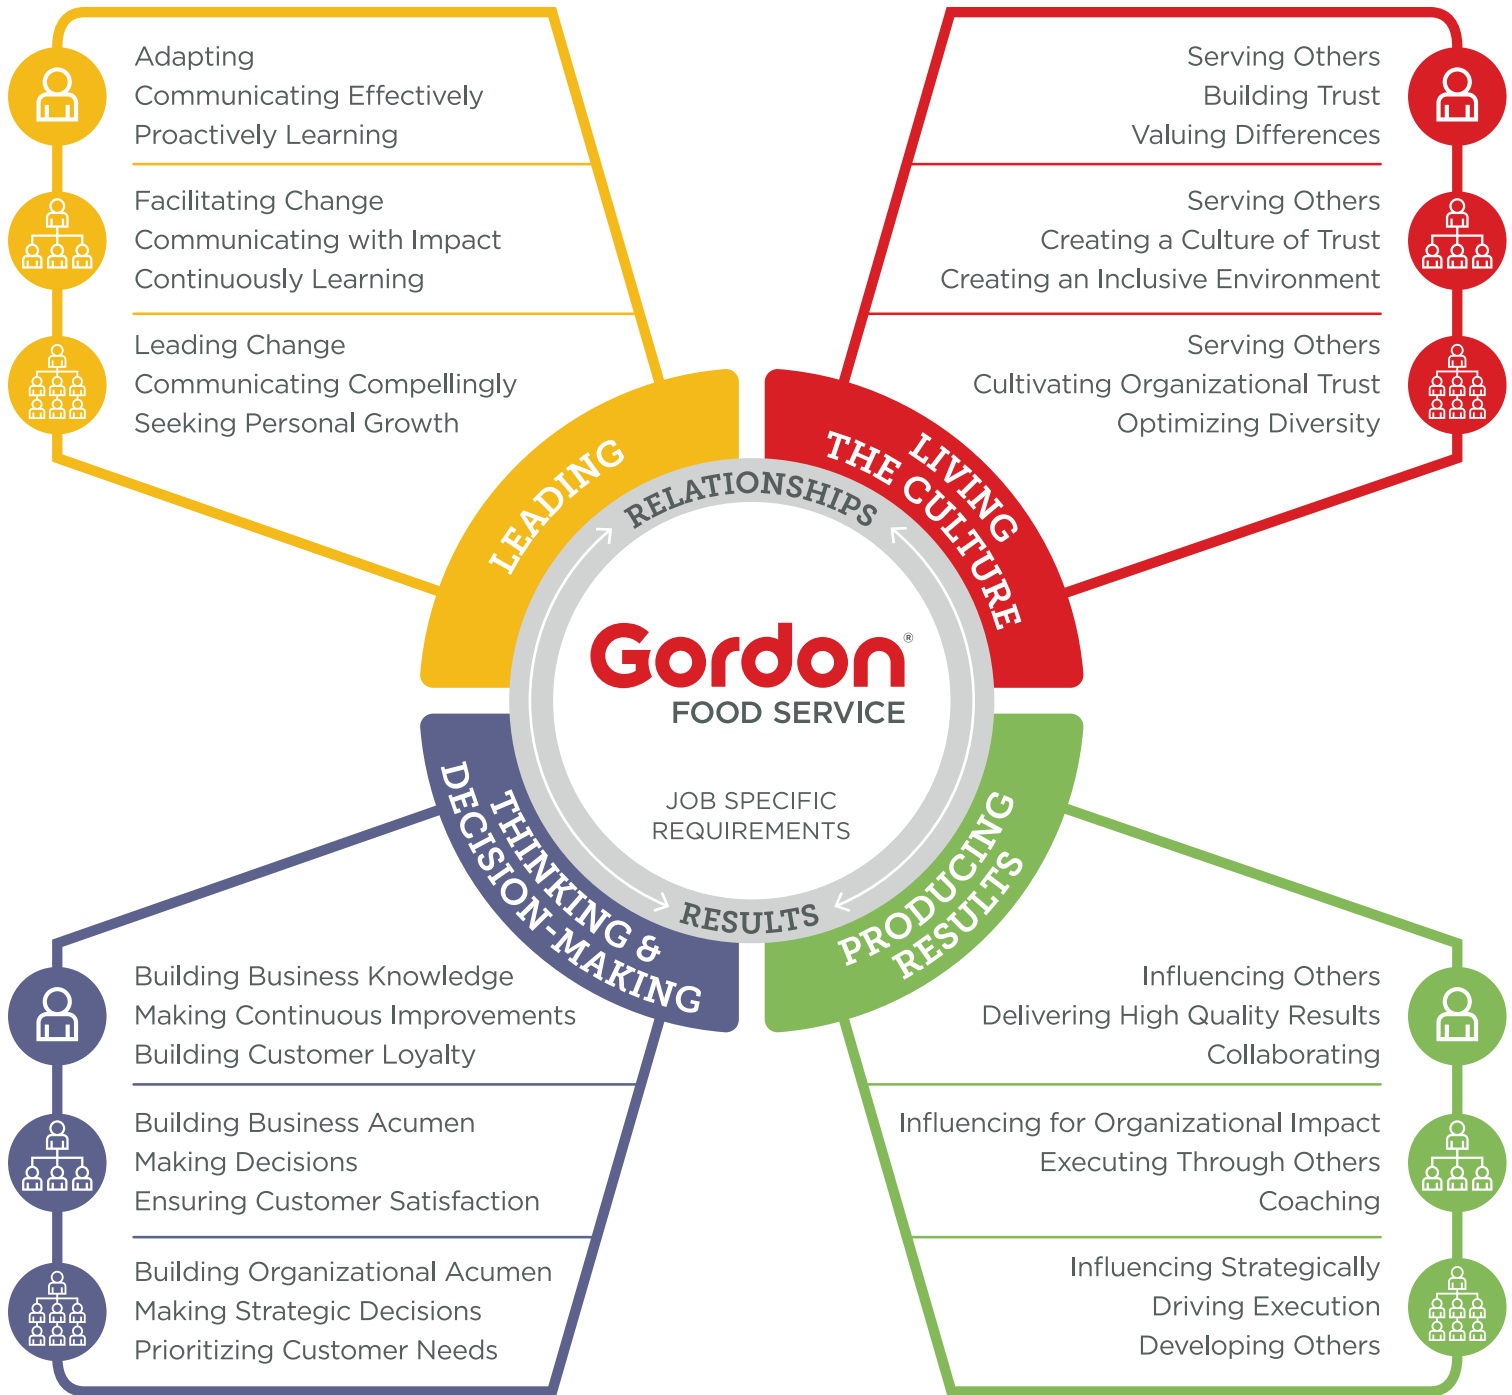 Adapting
Communicating Effectively
Proactively Learning
Facilitating Change
Communicating with Impact
Continuously Learning
Leading Change
Communicating Compellingly
Seeking Personal Growth
Serving Others
Building Trust
Valuing Differences
Serving Others
Creating a Culture of Trust
Creating an Inclusive Environment
Serving Others
Cultivating Organizational Trust
Optimizing Diversity
LEADING
LIVING
THE CULTURE
RELATIONSHIPS
Gordon®
FOOD SERVICE
JOB SPECIFIC
REQUIREMENTS
RESULTS
THINKING &
DECISION-MAKING
PRODUCING
RESULTS
Building Business Knowledge
Making Continuous Improvements
Building Customer Loyalty
Building Business Acumen
Making Decisions
Ensuring Customer Satisfaction
Building Organizational Acumen
Making Strategic Decisions
Prioritizing Customer Needs
Influencing Others
Delivering High Quality Results
Collaborating
Influencing for Organizational Impact
Executing Through Others
Coaching
Influencing Strategically
Driving Execution
Developing Others